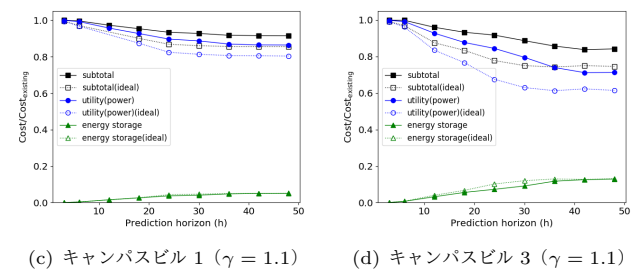 1.0
0.8
0.6
0.4
0.2
0.0
Cost/Cost_existing
subtotal
subtotal(ideal)
utility(power)
utility(power)(ideal)
energy storage
energy storage(ideal)
10 20 30 40 50
Prediction horizon (h)
(c) キャンパスビル 1（γ = 1.1）
1.0
0.8
0.6
0.4
0.2
0.0
Cost/Cost_existing
subtotal
subtotal(ideal)
utility(power)
utility(power)(ideal)
energy storage
energy storage(ideal)
10 20 30 40 50
Prediction horizon (h)
(d) キャンパスビル 3（γ = 1.1）